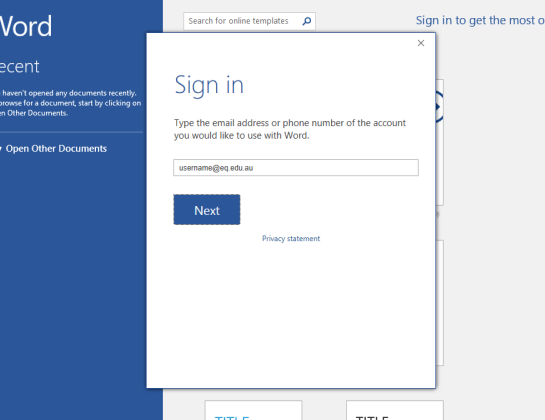 Word
Search for online templates
Sign in to get the most o
ecent
haven't opened any documents recently.
browse for a document, start by clicking on
en Other Documents.
Open Other Documents
Sign in
Type the email address or phone number of the account
you would like to use with Word.
username@eq.edu.au
Next
Privacy statement
TITLE
TITLE